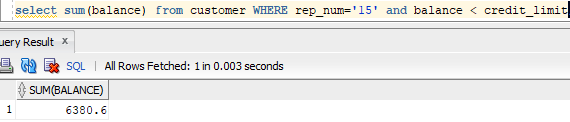 select sum(balance) from customer WHERE rep_num='15' and balance < credit_limit
uery Result x
SQL | All Rows Fetched: 1 in 0.003 seconds
SUM(BALANCE)
1 6380.6